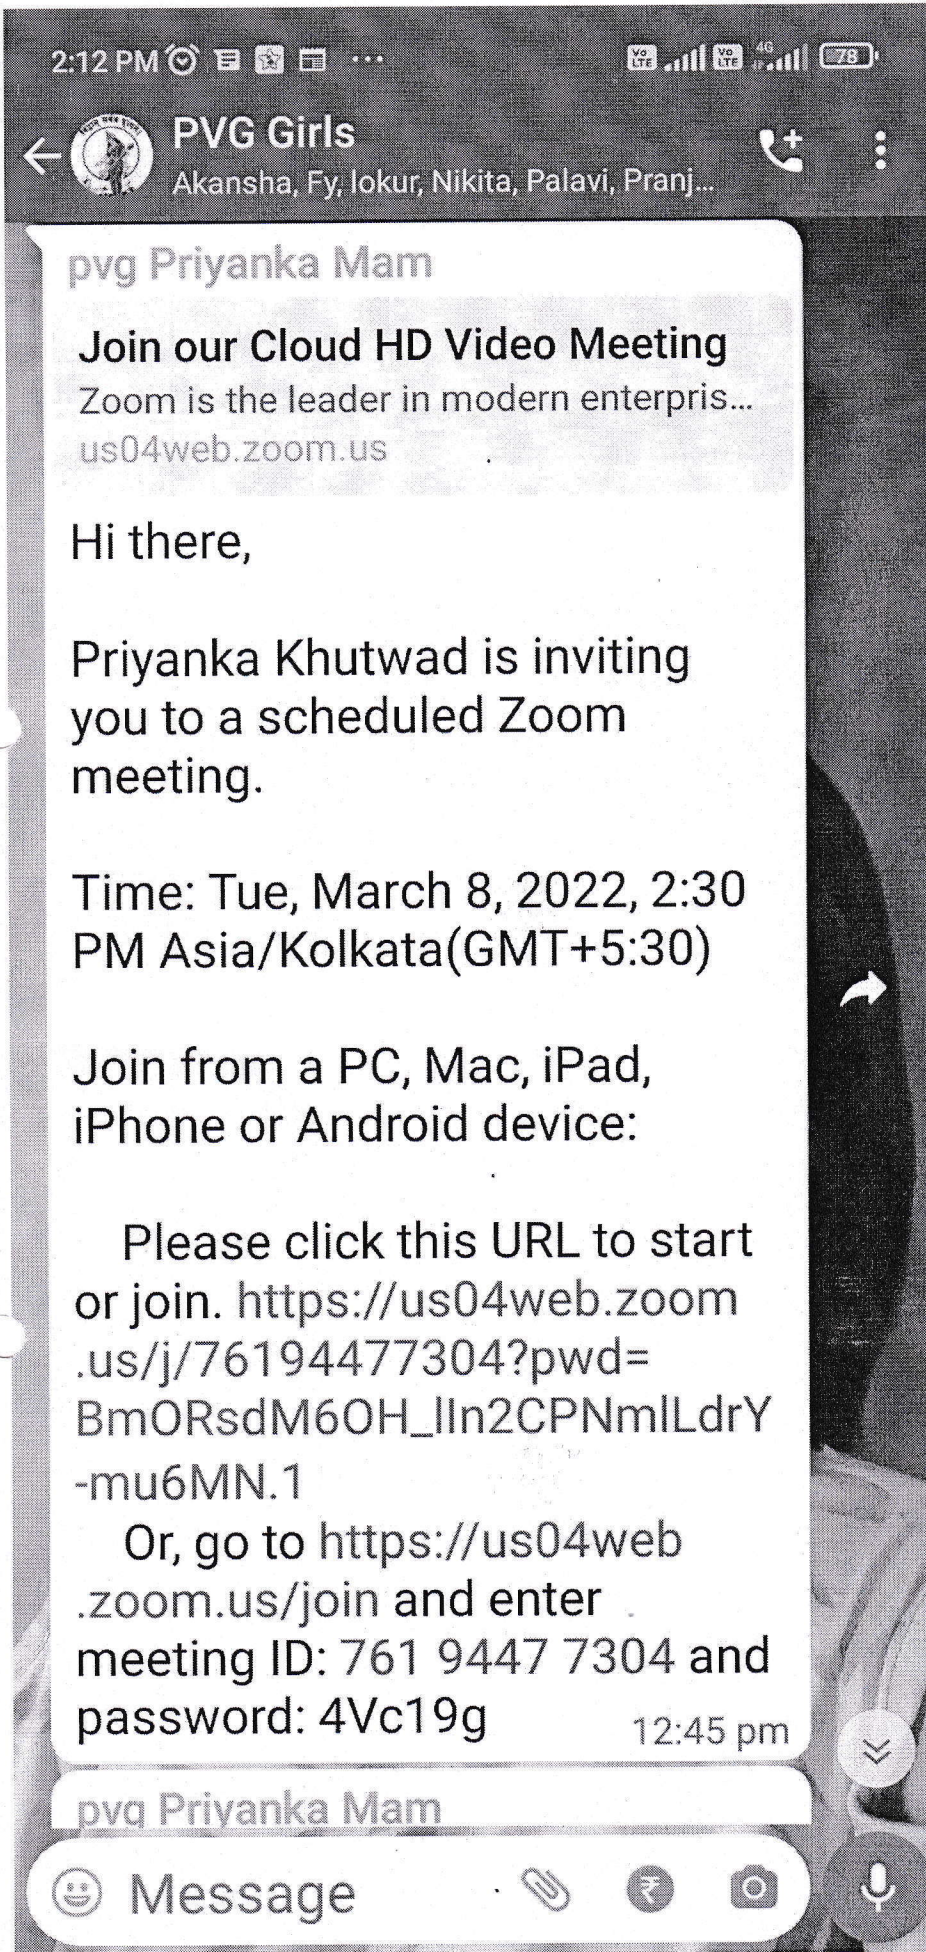 2:12 PM
Vo LTE Vo LTE 4G 78
PVG Girls
Akansha, Fy, lokur, Nikita, Palavi, Pranj...
pvg Priyanka Mam
Join our Cloud HD Video Meeting
Zoom is the leader in modern enterpris...
us04web.zoom.us
Hi there,
Priyanka Khutwad is inviting
you to a scheduled Zoom
meeting.
Time: Tue, March 8, 2022, 2:30
PM Asia/Kolkata(GMT+5:30)
Join from a PC, Mac, iPad,
iPhone or Android device:
Please click this URL to start
or join. https://us04web.zoom
.us/j/76194477304?pwd=
BmORsdM6OH_lIn2CPNmlLdrY
-mu6MN.1
Or, go to https://us04web
.zoom.us/join and enter
meeting ID: 761 9447 7304 and
password: 4Vc19g
12:45 pm
pvg Priyanka Mam
Message